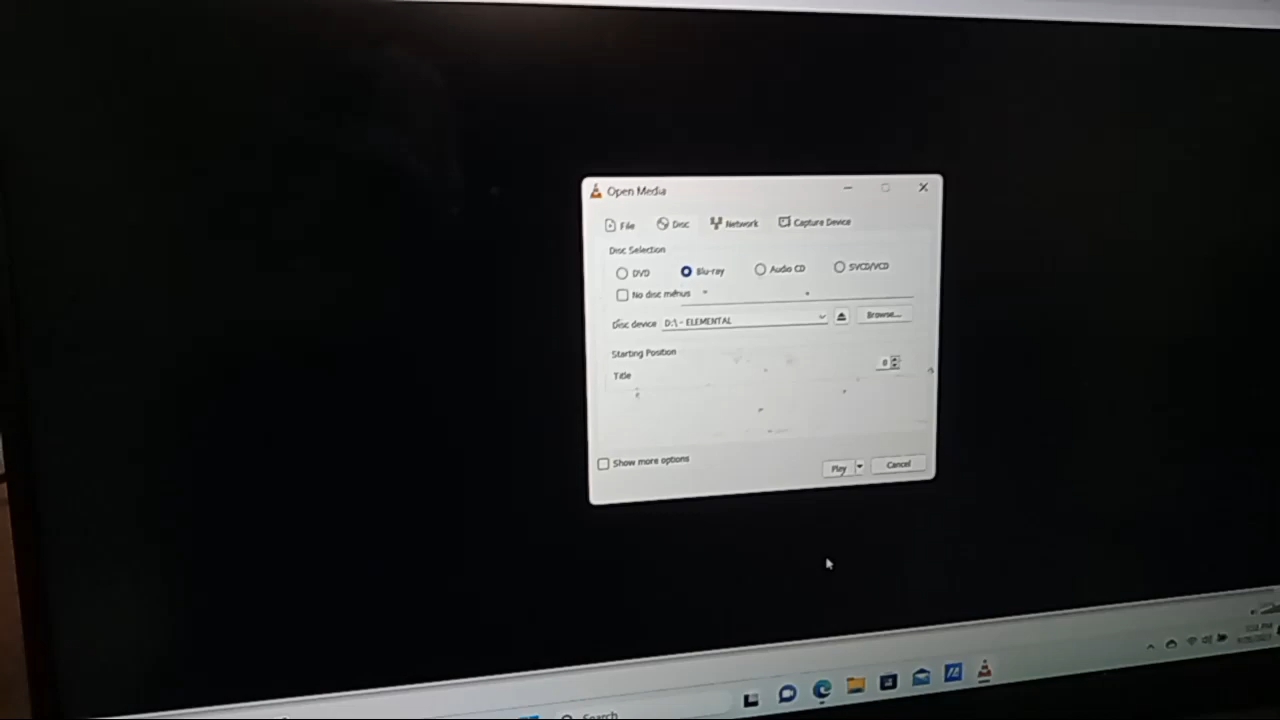 Open Media
File Disc Network Capture Device
Disc Selection
DVD Blu-ray Audio CD SVCD/VCD
No disc menus
Disc device D:\ - ELEMENTAL Browse...
Starting Position
Title 0
Show more options
Play Cancel
Search